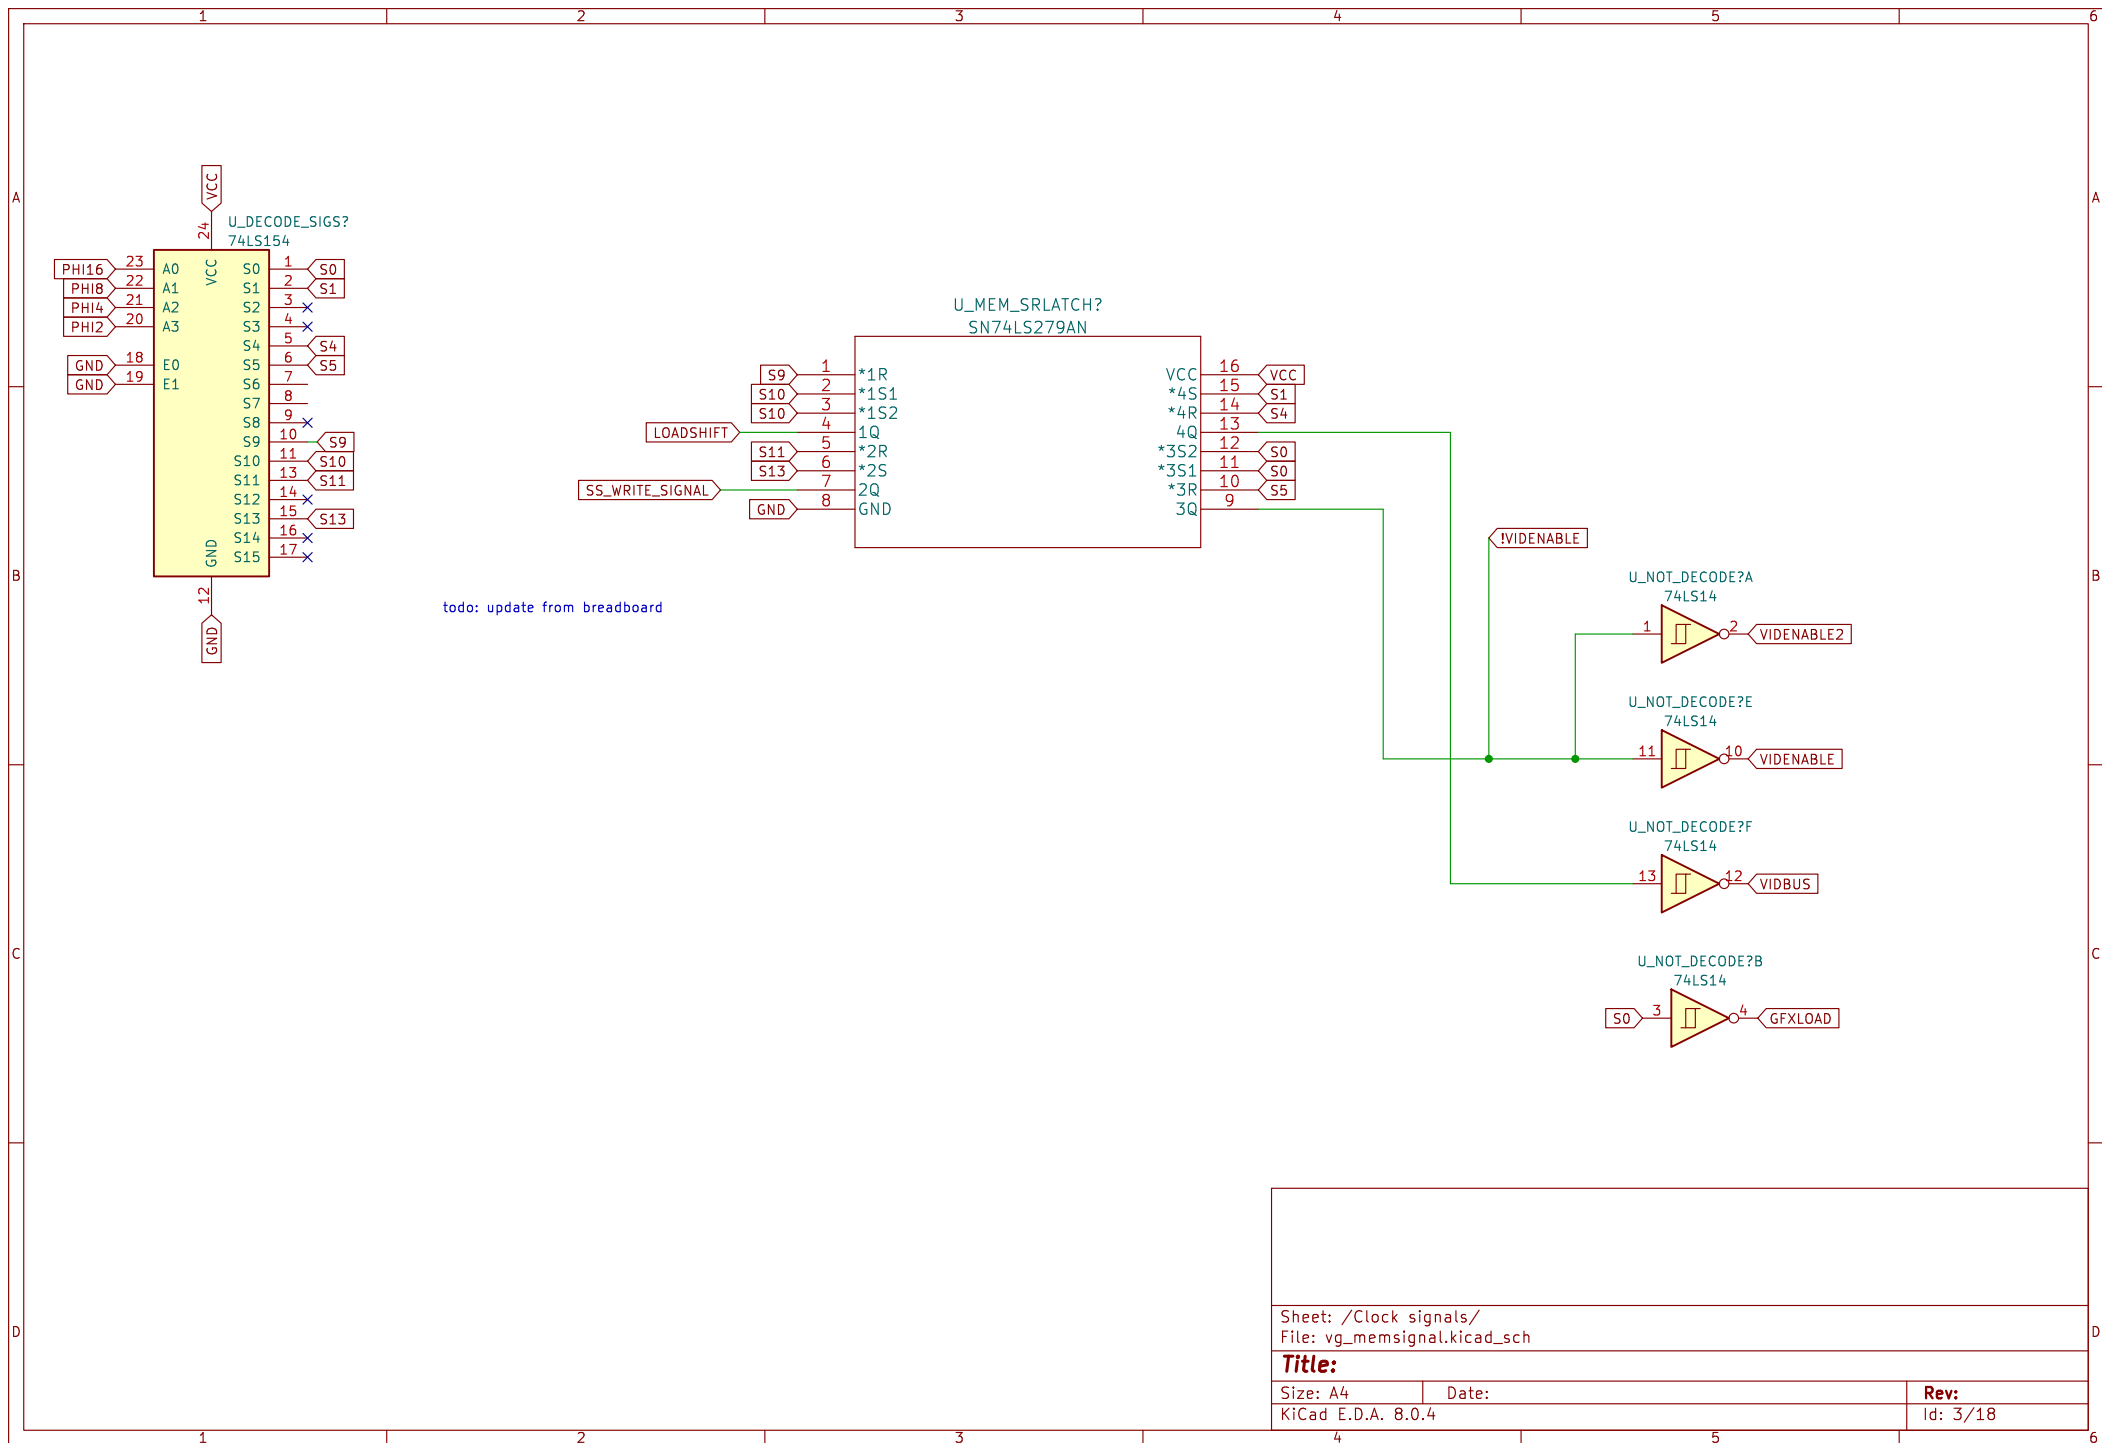 1 2 3 4 5 6
A A
VCC
24
U_DECODE_SIGS?
74LS154
PHI16 23 A0 VCC S0 1 S0
PHI8 22 A1 S1 2 S1
PHI4 21 A2 S2 3
PHI2 20 A3 S3 4
S4 5 S4
GND 18 E0 S5 6 S5
GND 19 E1 S6 7
S7 8
S8 9
S9 10 S9
S10 11 S10
S11 13 S11
S12 14
S13 15 S13
S14 16
GND S15 17
12
GND
todo: update from breadboard
U_MEM_SRLATCH?
SN74LS279AN
S9 1 *1R VCC 16 VCC
S10 2 *1S1 *4S 15 S1
S10 3 *1S2 *4R 14 S4
LOADSHIFT 4 1Q 4Q 13
S11 5 *2R *3S2 12 S0
S13 6 *2S *3S1 11 S0
SS_WRITE_SIGNAL 7 2Q *3R 10 S5
GND 8 GND 3Q 9
!VIDENABLE
B B
U_NOT_DECODE?A
74LS14
1 2 VIDENABLE2
U_NOT_DECODE?E
74LS14
11 10 VIDENABLE
U_NOT_DECODE?F
74LS14
13 12 VIDBUS
C C
U_NOT_DECODE?B
74LS14
S0 3 4 GFXLOAD
D D
Sheet: /Clock signals/
File: vg_memsignal.kicad_sch
Title:
Size: A4 Date: Rev:
KiCad E.D.A. 8.0.4 Id: 3/18
1 2 3 4 5 6